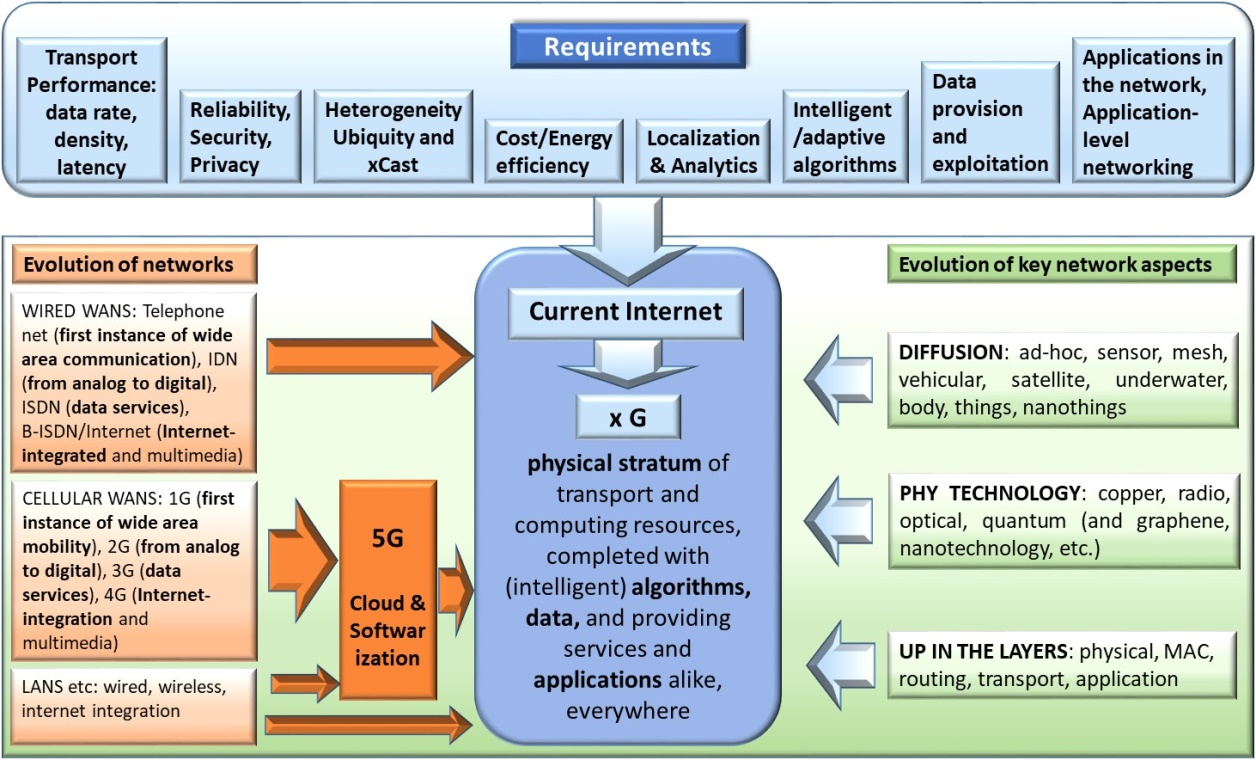 Requirements
Transport
Performance:
data rate,
density,
latency
Reliability,
Security,
Privacy
Heterogeneity
Ubiquity and
xCast
Cost/Energy
efficiency
Localization
& Analytics
Intelligent
/adaptive
algorithms
Data
provision
and
exploitation
Applications in
the network,
Application-
level
networking
Evolution of networks
WIRED WANS: Telephone
net (first instance of wide
area communication), IDN
(from analog to digital),
ISDN (data services),
B-ISDN/Internet (Internet-
integrated and multimedia)
CELLULAR WANS: 1G (first
instance of wide area
mobility), 2G (from analog
to digital), 3G (data
services), 4G (Internet-
integration and
multimedia)
LANS etc: wired, wireless,
internet integration
5G
Cloud &
Softwar
ization
Current Internet
x G
physical stratum of
transport and
computing resources,
completed with
(intelligent) algorithms,
data, and providing
services and
applications alike,
everywhere
Evolution of key network aspects
DIFFUSION: ad-hoc, sensor, mesh,
vehicular, satellite, underwater,
body, things, nanothings
PHY TECHNOLOGY: copper, radio,
optical, quantum (and graphene,
nanotechnology, etc.)
UP IN THE LAYERS: physical, MAC,
routing, transport, application